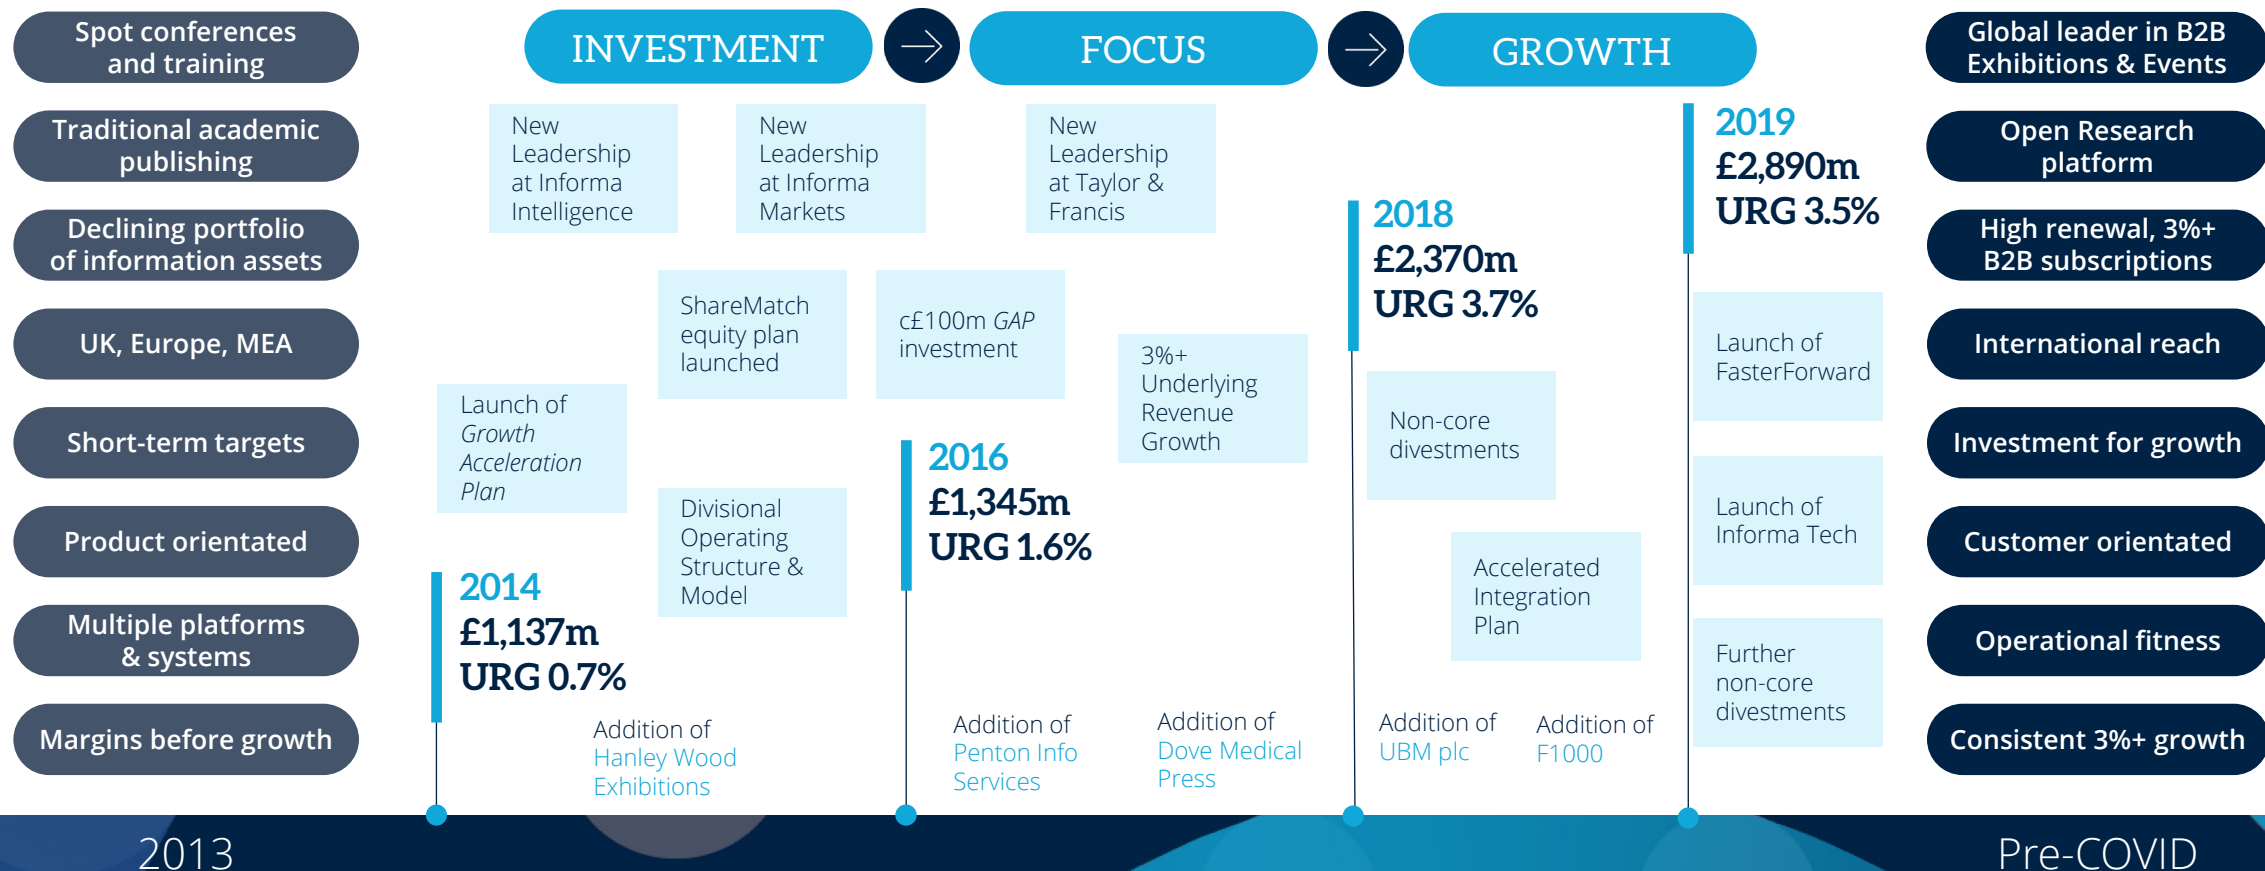 Spot conferences
and training
Traditional academic
publishing
Declining portfolio
of information assets
UK, Europe, MEA
Short-term targets
Product orientated
Multiple platforms
& systems
Margins before growth
2013
INVESTMENT
FOCUS
GROWTH
New
Leadership
at Informa
Intelligence
New
Leadership
at Informa
Markets
New
Leadership
at Taylor &
Francis
ShareMatch
equity plan
launched
c£100m GAP
investment
3%+
Underlying
Revenue
Growth
Launch of
Growth
Acceleration
Plan
Divisional
Operating
Structure &
Model
2014
£1,137m
URG 0.7%
Addition of
Hanley Wood
Exhibitions
2016
£1,345m
URG 1.6%
Addition of
Penton Info
Services
Addition of
Dove Medical
Press
2018
£2,370m
URG 3.7%
Non-core
divestments
Accelerated
Integration
Plan
Addition of
UBM plc
Addition of
F1000
2019
£2,890m
URG 3.5%
Launch of
FasterForward
Launch of
Informa Tech
Further
non-core
divestments
Global leader in B2B
Exhibitions & Events
Open Research
platform
High renewal, 3%+
B2B subscriptions
International reach
Investment for growth
Customer orientated
Operational fitness
Consistent 3%+ growth
Pre-COVID